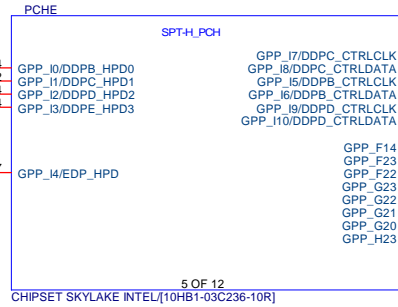 PCHE
SPT-H_PCH
GPP_I7/DDPC_CTRLCLK
GPP_I0/DDPB_HPD0 GPP_I8/DDPC_CTRLDATA
GPP_I1/DDPC_HPD1 GPP_I5/DDPB_CTRLCLK
GPP_I2/DDPD_HPD2 GPP_I6/DDPB_CTRLDATA
GPP_I3/DDPE_HPD3 GPP_I9/DDPD_CTRLCLK
GPP_I10/DDPD_CTRLDATA
GPP_F14
GPP_F23
GPP_I4/EDP_HPD GPP_F22
GPP_G23
GPP_G22
GPP_G21
GPP_G20
GPP_H23
5 OF 12
CHIPSET SKYLAKE INTEL/[10HB1-03C236-10R]